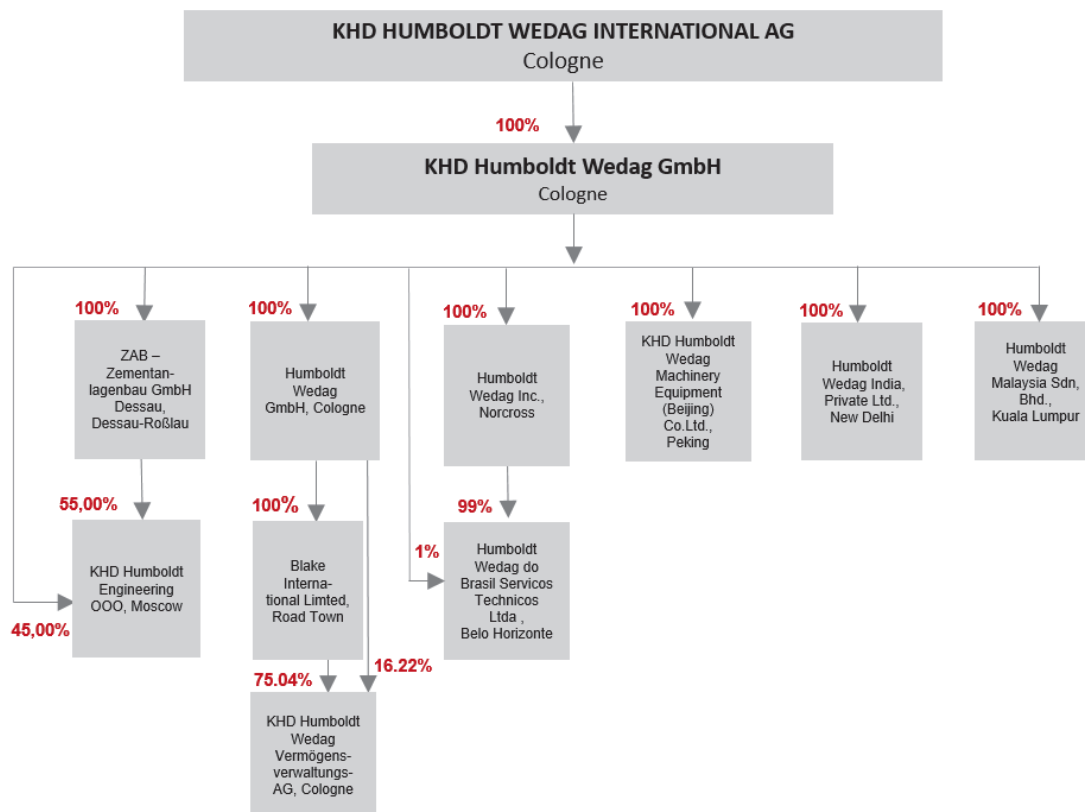 KHD HUMBOLDT WEDAG INTERNATIONAL AG
Cologne
100%
KHD Humboldt Wedag GmbH
Cologne
100%
ZAB –
Zementan-
lagenbau GmbH
Dessau,
Dessau-Roßlau
100%
Humboldt
Wedag
GmbH, Cologne
100%
Humboldt
Wedag Inc.,
Norcross
100%
KHD Humboldt
Wedag
Machinery
Equipment
(Beijing)
Co.Ltd.,
Peking
100%
Humboldt
Wedag India,
Private Ltd.,
New Delhi
100%
Humboldt
Wedag
Malaysia Sdn,
Bhd.,
Kuala Lumpur
55,00%
KHD Humboldt
Engineering
OOO, Moscow
45,00%
100%
Blake
Interna-
tional Limted,
Road Town
99%
1%
Humboldt
Wedag do
Brasil Servicos
Technicos
Ltda ,
Belo Horizonte
75.04%
16.22%
KHD Humboldt
Wedag
Vermögens-
verwaltungs-
AG, Cologne